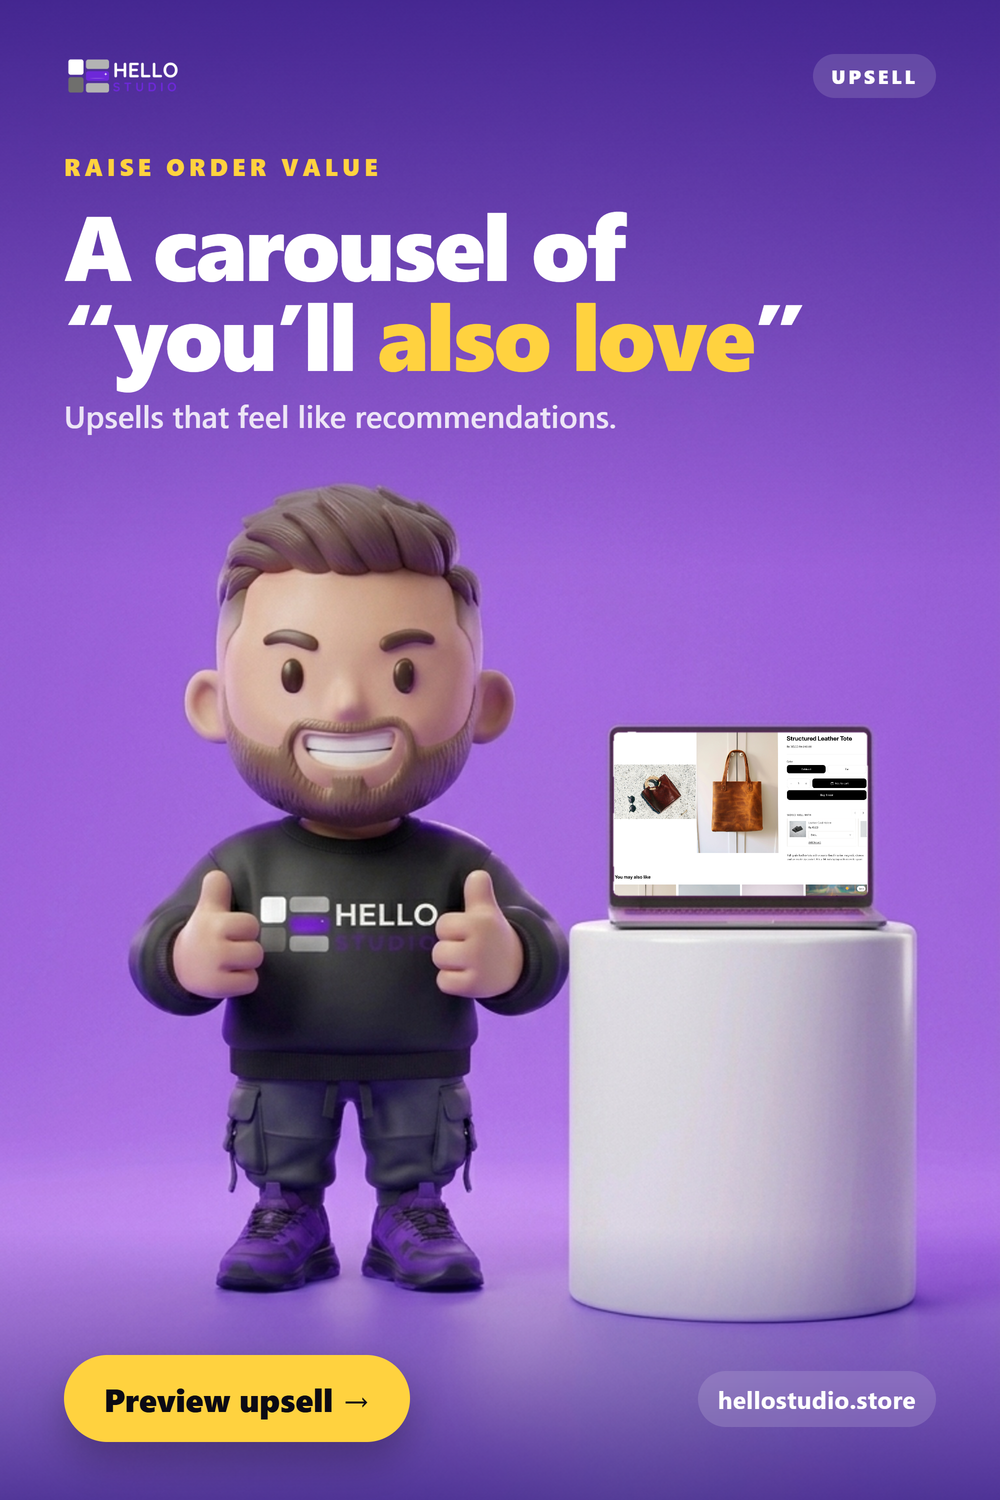 HELLO
STUDIO
UPSELL
RAISE ORDER VALUE
A carousel of
“you’ll also love”
Upsells that feel like recommendations.
Structured Leather Tote
You may also like
HELLO
STUDIO
Preview upsell →
hellostudio.store